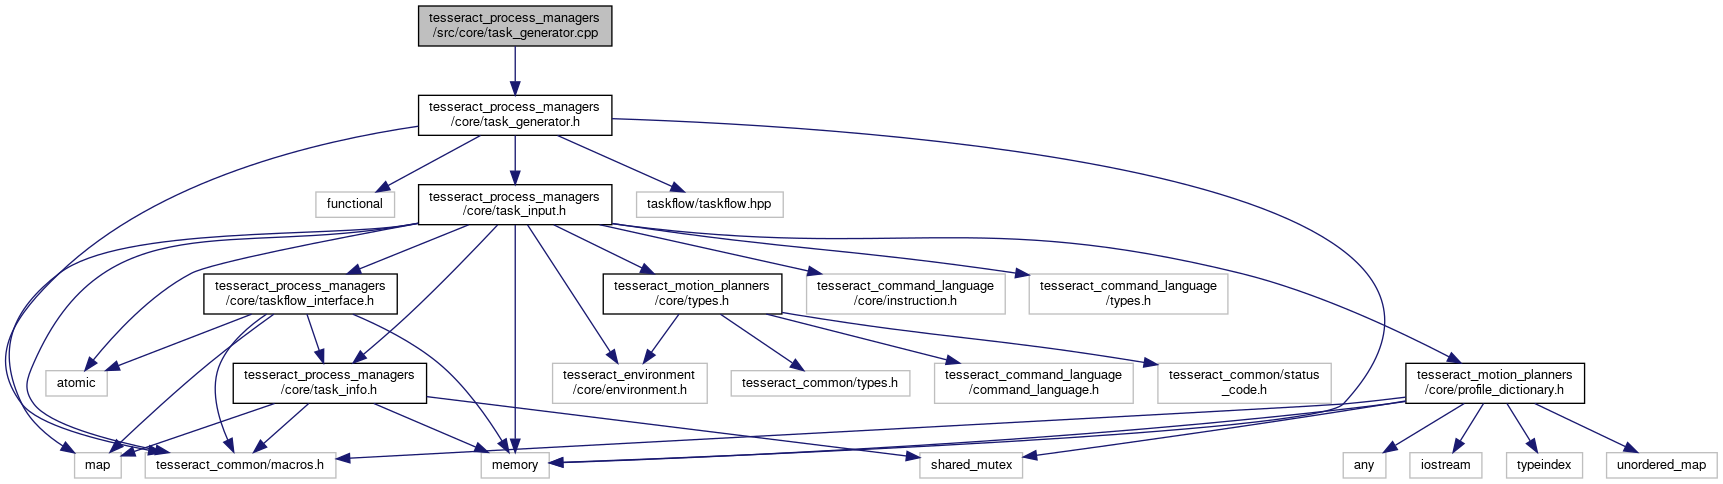 tesseract_process_managers
/src/core/task_generator.cpp
tesseract_process_managers
/core/task_generator.h
functional
tesseract_process_managers
/core/task_input.h
taskflow/taskflow.hpp
tesseract_process_managers
/core/taskflow_interface.h
tesseract_motion_planners
/core/types.h
tesseract_command_language
/core/instruction.h
tesseract_command_language
/types.h
atomic
tesseract_process_managers
/core/task_info.h
tesseract_environment
/core/environment.h
tesseract_common/types.h
tesseract_command_language
/command_language.h
tesseract_common/status
_code.h
tesseract_motion_planners
/core/profile_dictionary.h
map
tesseract_common/macros.h
memory
shared_mutex
any
iostream
typeindex
unordered_map